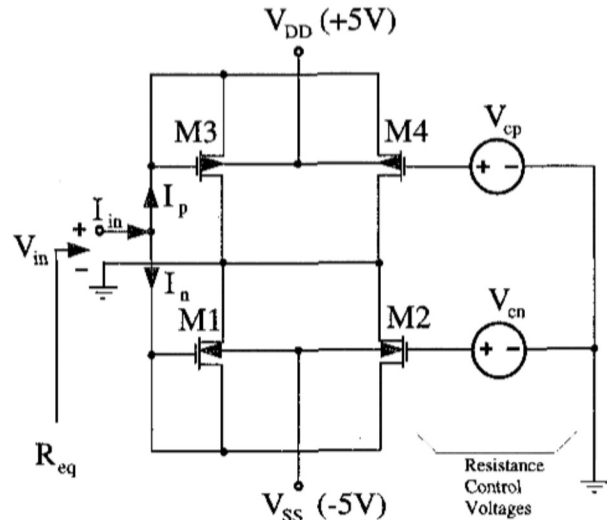 V_DD (+5V)
M3
M4
V_cp
+ −
I_p
I_in
+
V_in
−
I_n
V_cn
M1
M2
+ −
R_eq
V_SS (-5V)
Resistance
Control
Voltages